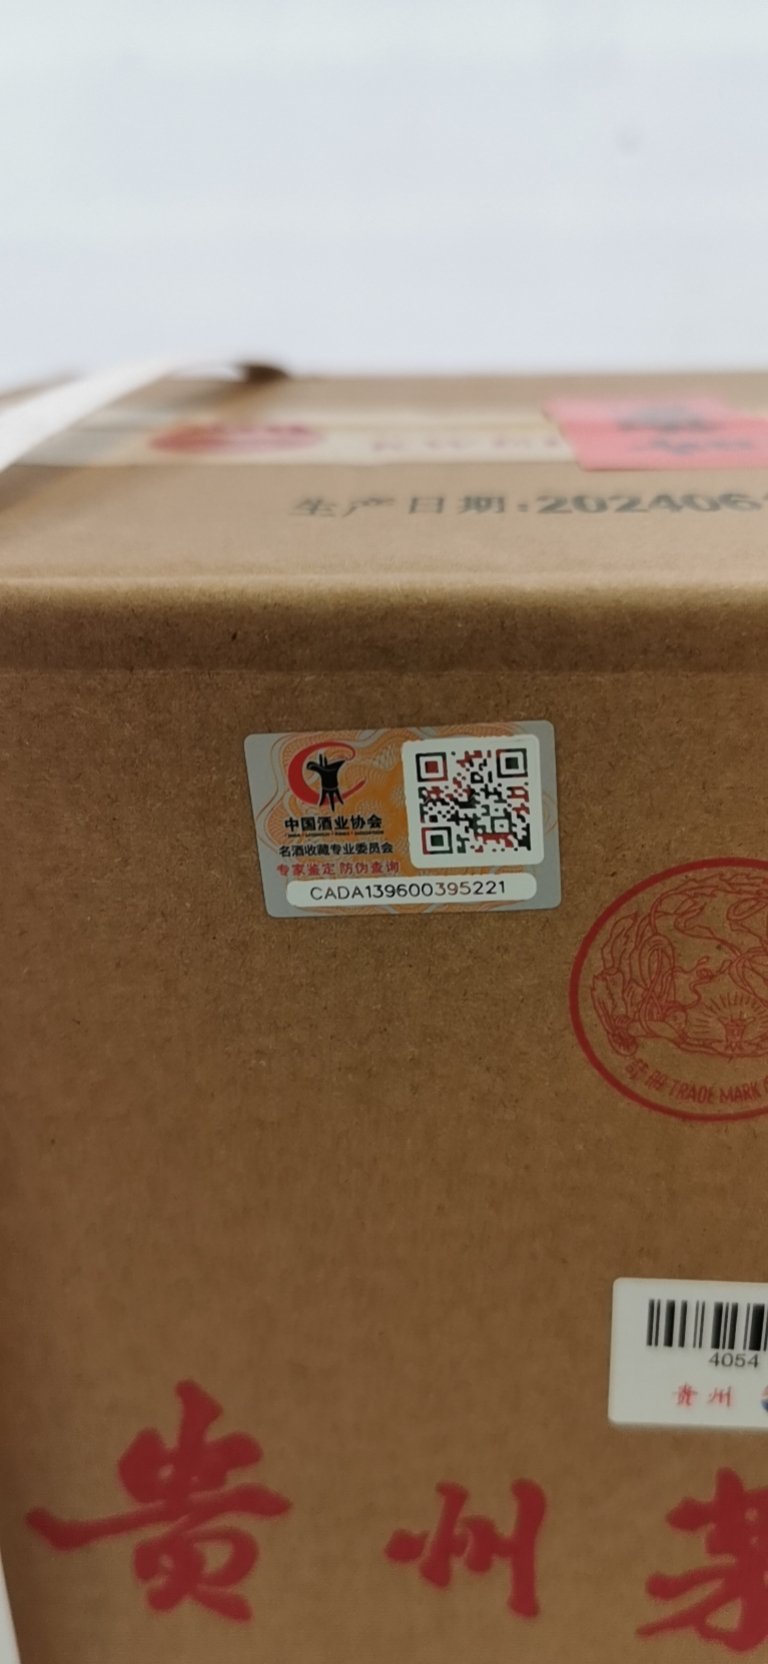 生产日期:2024061
中国酒业协会
名酒收藏专业委员会
专家鉴定 防伪查询
CADA139600395221
TRADE MARK
4054
贵州
贵州茅